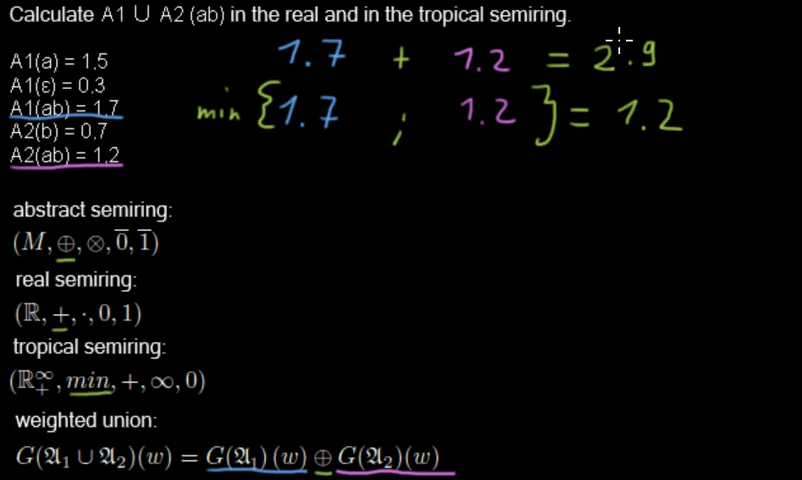 Calculate A1 ∪ A2 (ab) in the real and in the tropical semiring.
1.7 + 1.2 = 2.9
A1(a) = 1,5
A1(ε) = 0.3
A1(ab) = 1,7
min {1.7 ; 1.2} = 1.2
A2(b) = 0,7
A2(ab) = 1,2
abstract semiring:
(M, ⊕, ⊗, 0̅, 1̅)
real semiring:
(ℝ, +, ·, 0, 1)
tropical semiring:
(ℝ₊^∞, min, +, ∞, 0)
weighted union:
G(𝔄₁ ∪ 𝔄₂)(w) = G(𝔄₁)(w) ⊕ G(𝔄₂)(w)